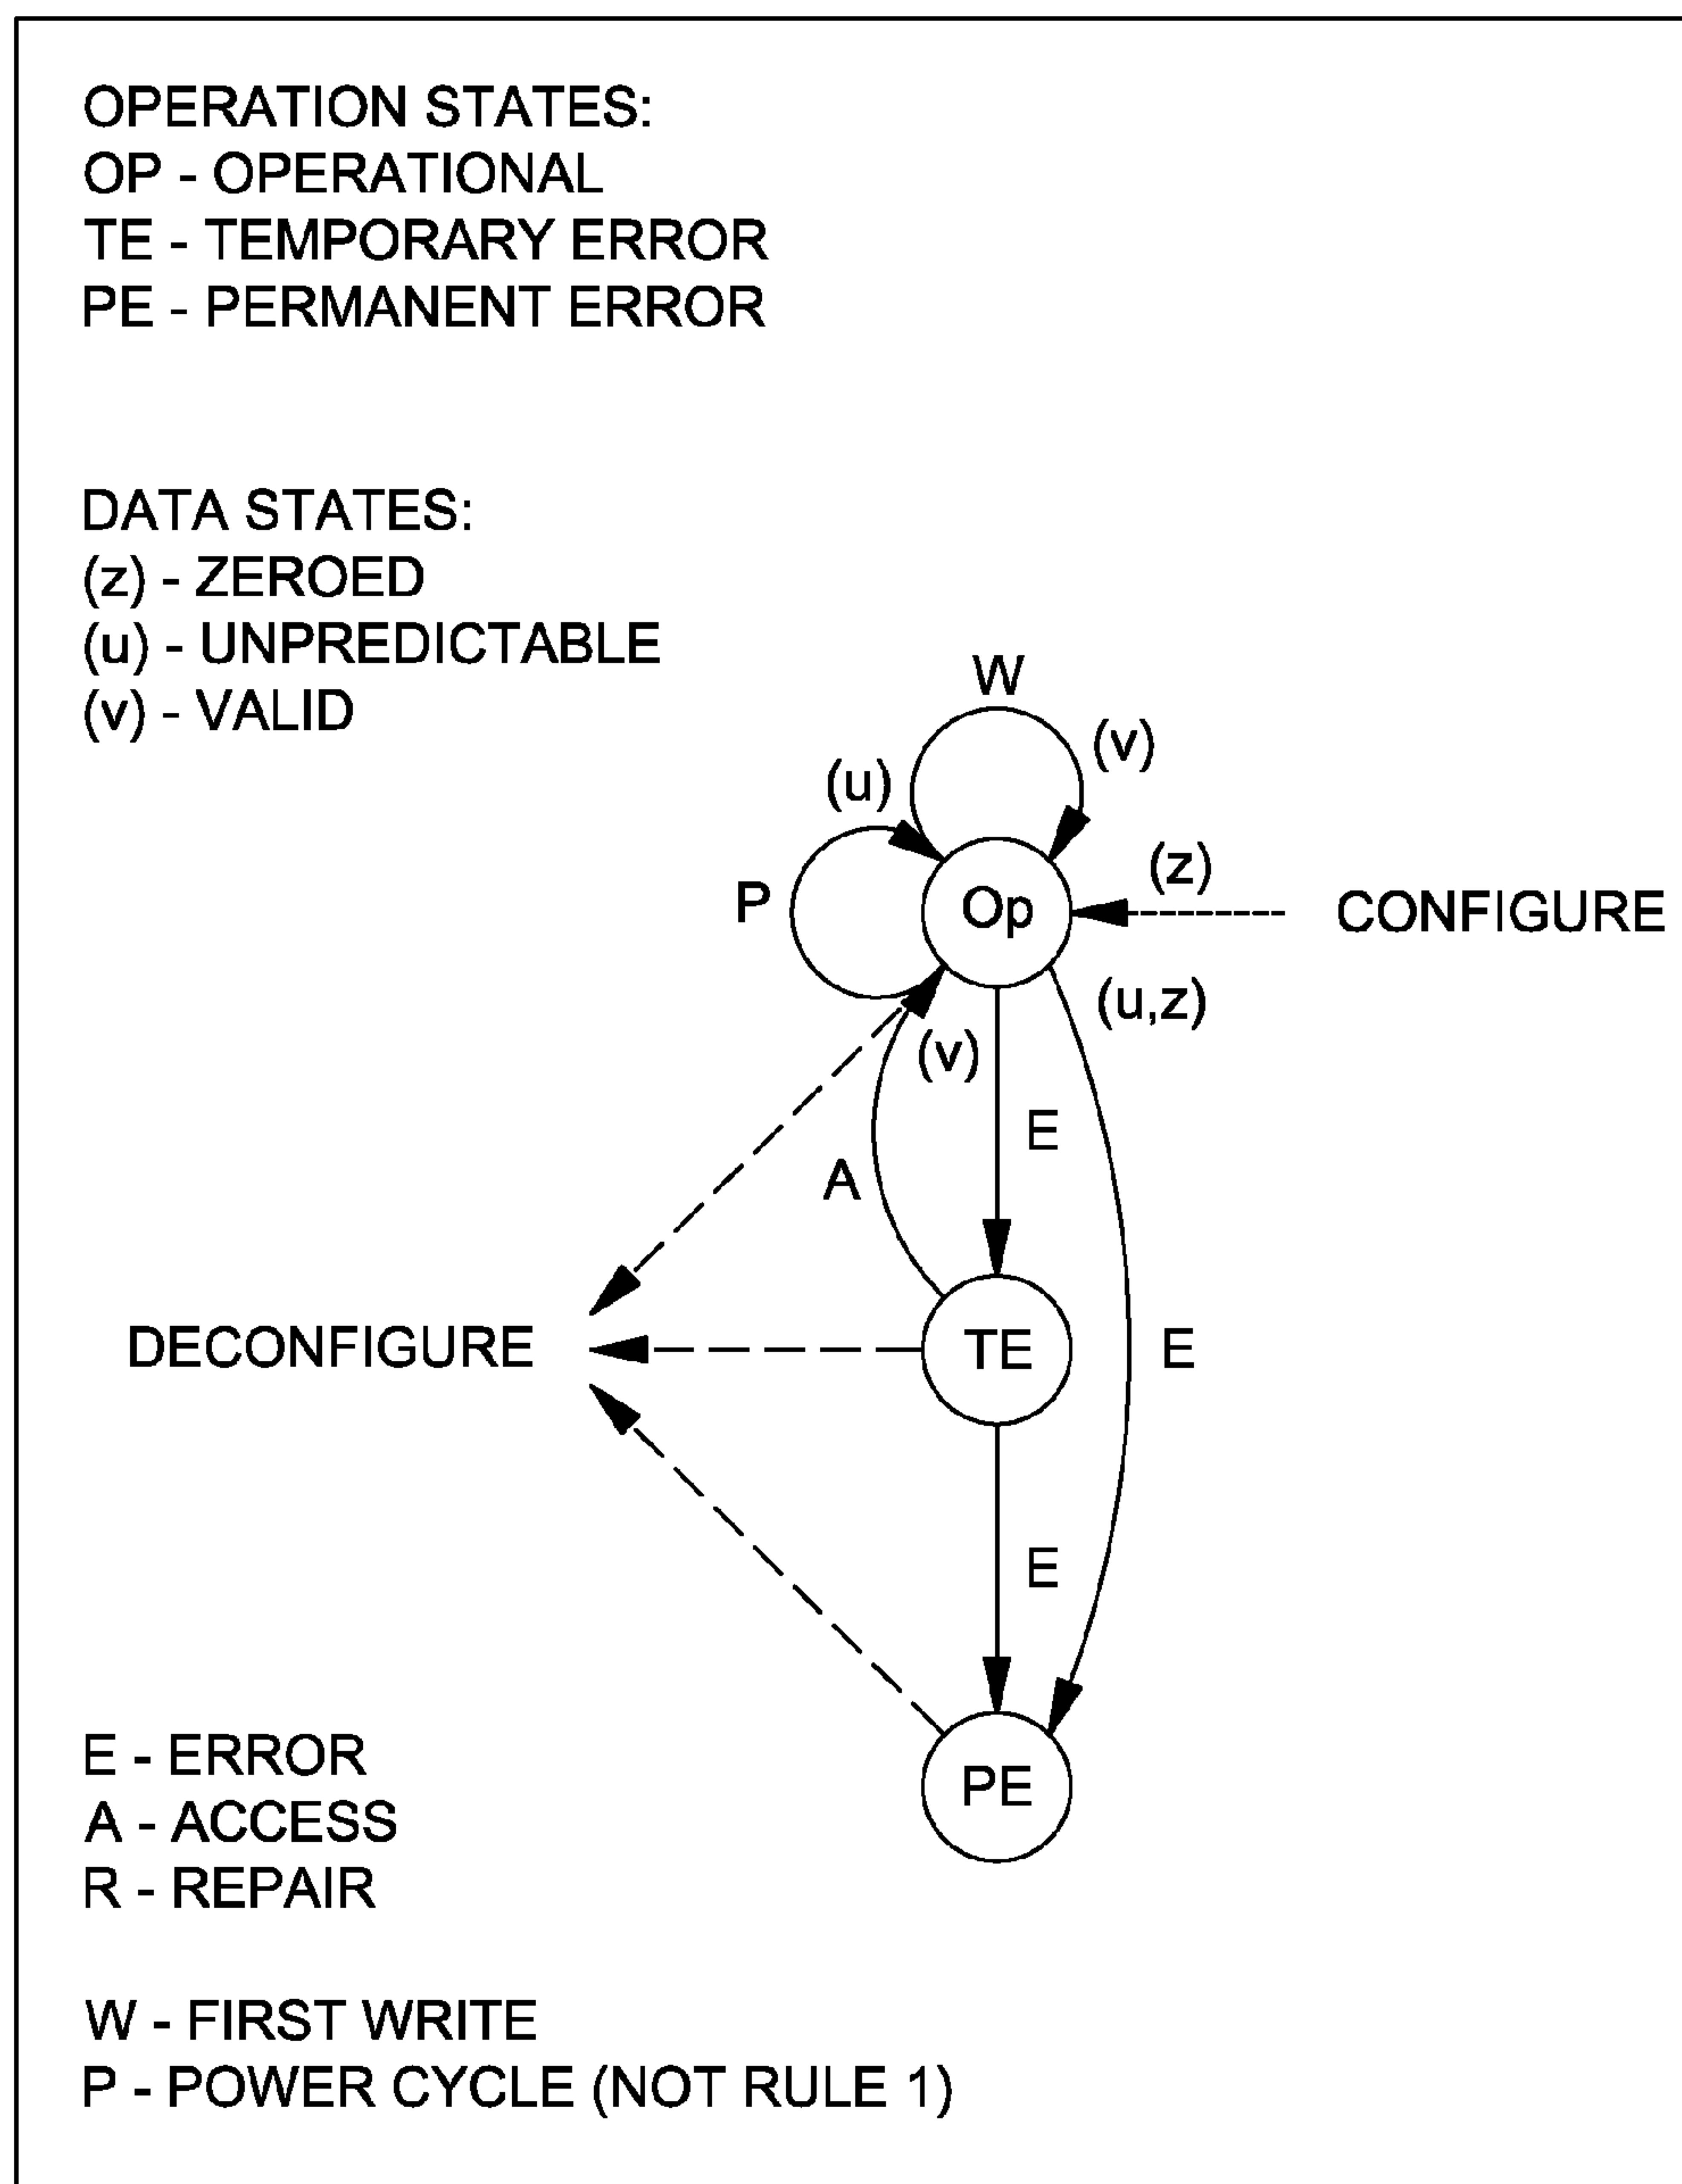 OPERATION STATES:
OP - OPERATIONAL
TE - TEMPORARY ERROR
PE - PERMANENT ERROR
DATA STATES:
(z) - ZEROED
(u) - UNPREDICTABLE
(v) - VALID
W
(v)
(u)
(z)
P
Op
CONFIGURE
(u,z)
(v)
E
A
DECONFIGURE
TE
E
E
PE
E - ERROR
A - ACCESS
R - REPAIR
W - FIRST WRITE
P - POWER CYCLE (NOT RULE 1)